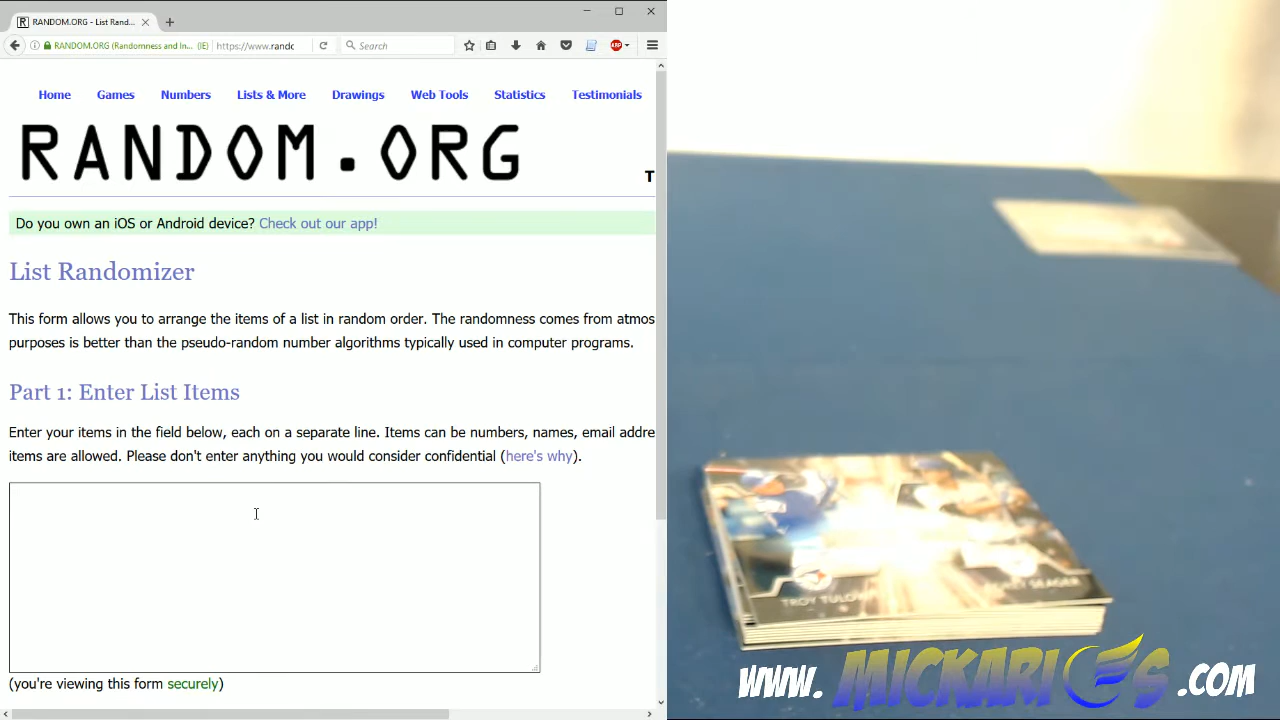 RANDOM.ORG - List Rand...
RANDOM.ORG (Randomness and In... (IE)
https://www.randc
Search
ABP
Home
Games
Numbers
Lists & More
Drawings
Web Tools
Statistics
Testimonials
RANDOM.ORG
T
Do you own an iOS or Android device? Check out our app!
List Randomizer
This form allows you to arrange the items of a list in random order. The randomness comes from atmos
purposes is better than the pseudo-random number algorithms typically used in computer programs.
Part 1: Enter List Items
Enter your items in the field below, each on a separate line. Items can be numbers, names, email addre
items are allowed. Please don't enter anything you would consider confidential (here's why).
(you're viewing this form securely)
TROY
SEAGER
www.MICKARIES.com